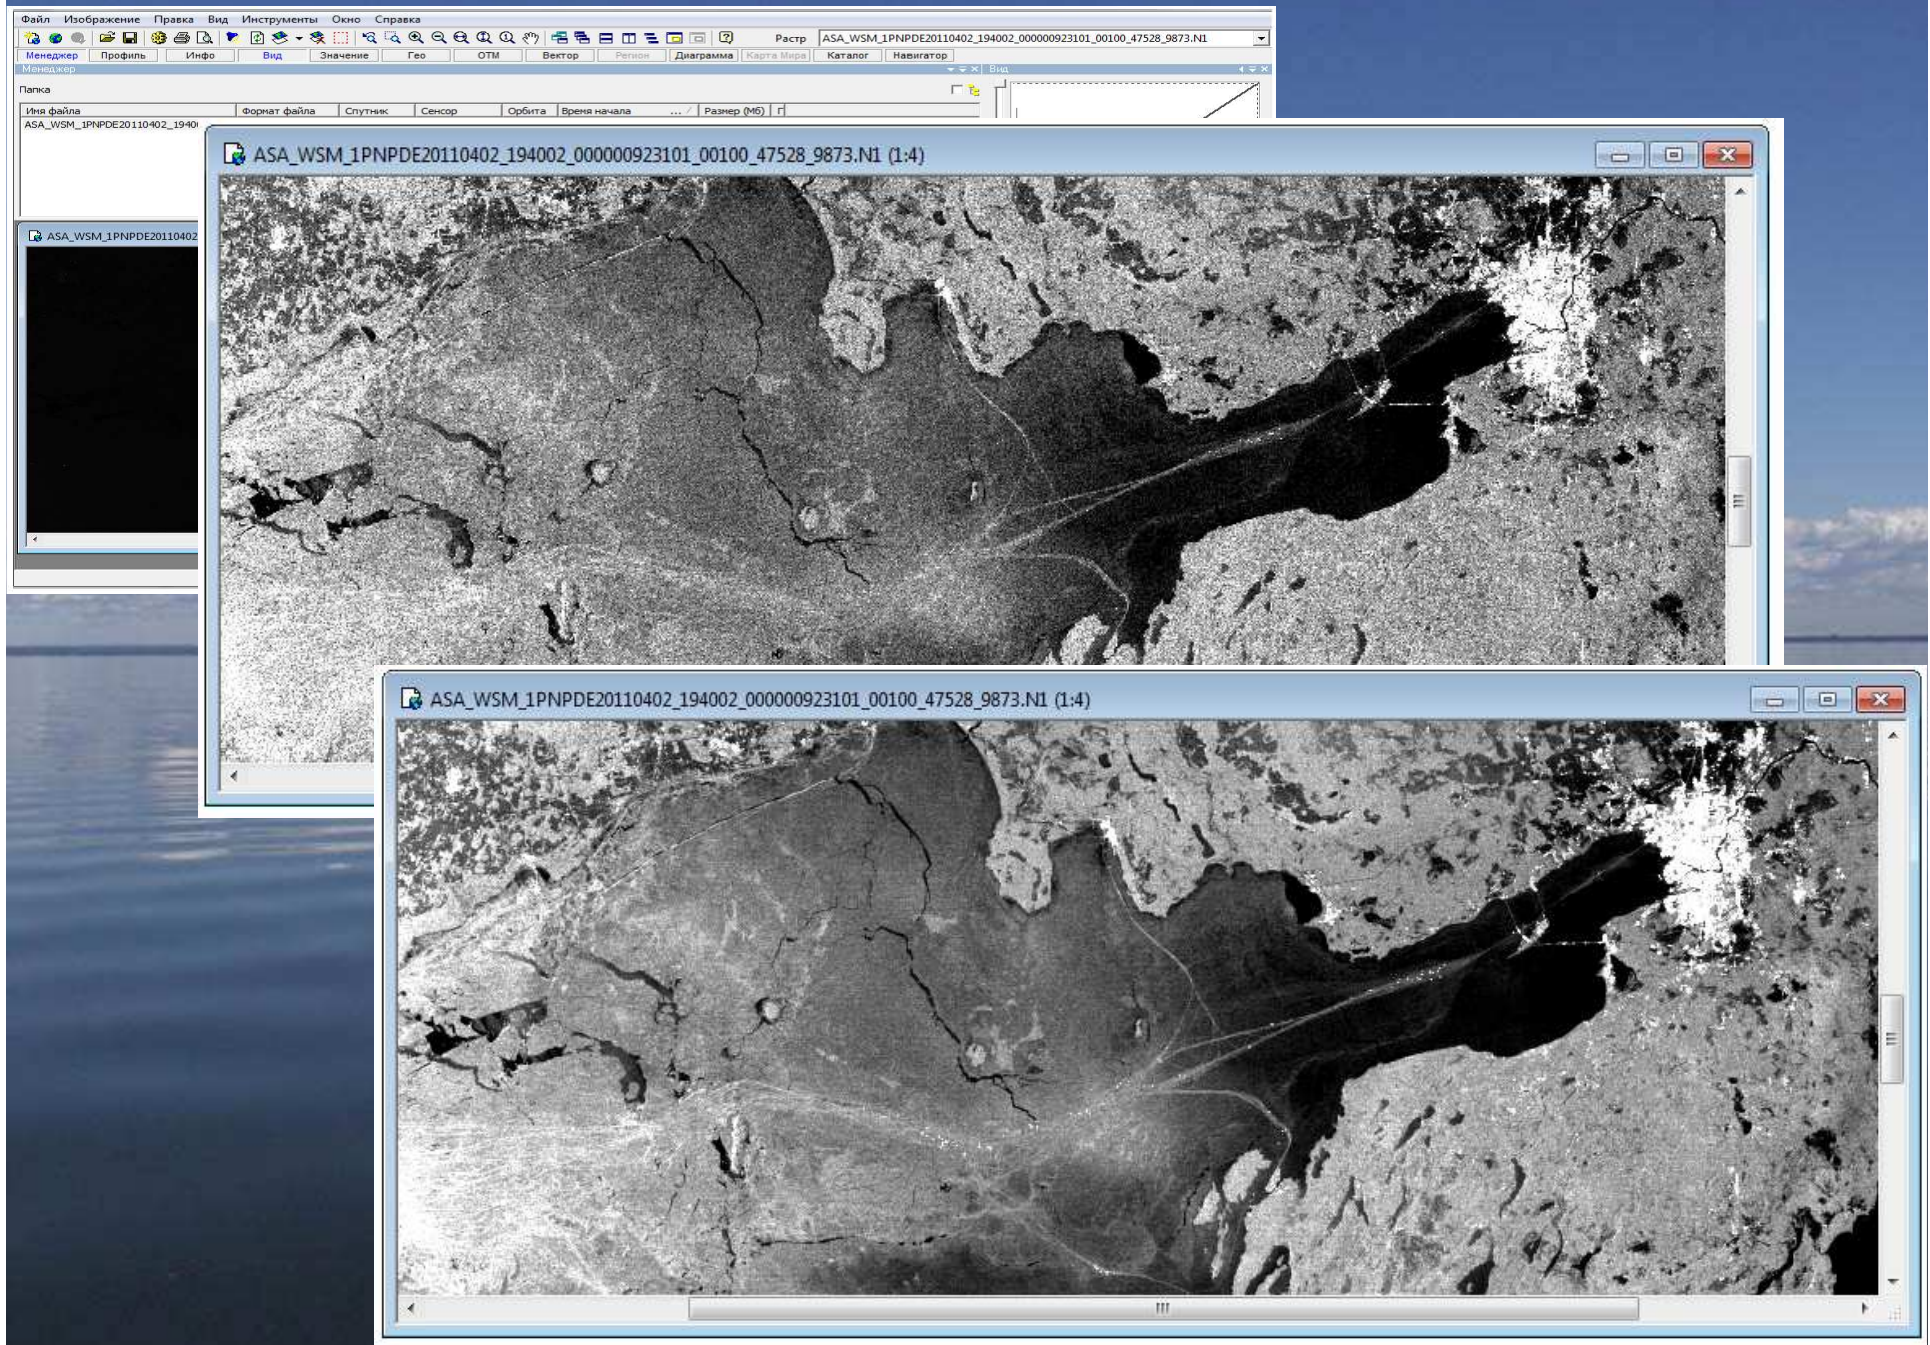 Файл Изображение Правка Вид Инструменты Окно Справка
Растр ASA_WSM_1PNPDE20110402_194002_000000923101_00100_47528_9873.N1
Менеджер Профиль Инфо Вид Значение Гео ОТМ Вектор Регион Диаграмма Карта Мира Каталог Навигатор
Менеджер Вид
Папка
Имя файла Формат файла Спутник Сенсор Орбита Время начала ... Размер (Мб) Г
ASA_WSM_1PNPDE20110402_1940
ASA_WSM_1PNPDE20110402_194002_000000923101_00100_47528_9873.N1 (1:4)
ASA_WSM_1PNPDE20110402
ASA_WSM_1PNPDE20110402_194002_000000923101_00100_47528_9873.N1 (1:4)